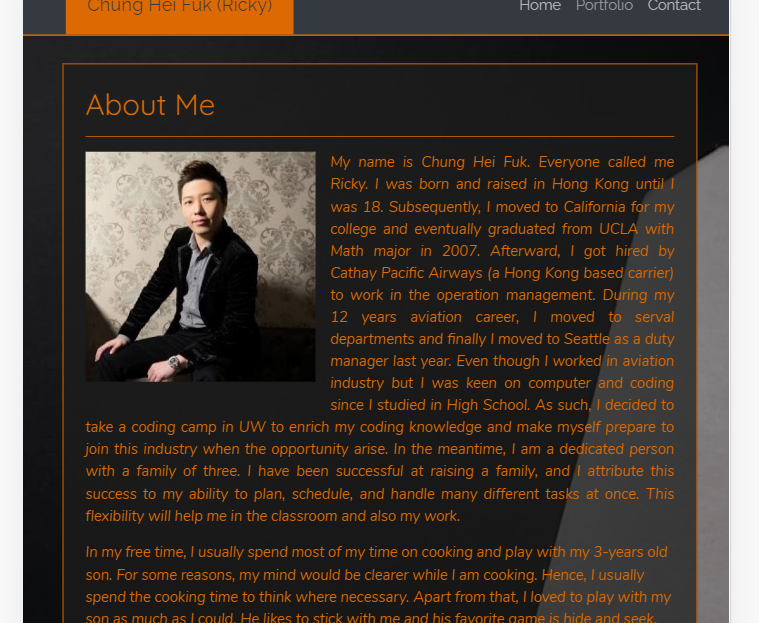 Chung Hei Fuk (Ricky)
Home Portfolio Contact
About Me
My name is Chung Hei Fuk. Everyone called me
Ricky. I was born and raised in Hong Kong until I
was 18. Subsequently, I moved to California for my
college and eventually graduated from UCLA with
Math major in 2007. Afterward, I got hired by
Cathay Pacific Airways (a Hong Kong based carrier)
to work in the operation management. During my
12 years aviation career, I moved to serval
departments and finally I moved to Seattle as a duty
manager last year. Even though I worked in aviation
industry but I was keen on computer and coding
since I studied in High School. As such, I decided to
take a coding camp in UW to enrich my coding knowledge and make myself prepare to
join this industry when the opportunity arise. In the meantime, I am a dedicated person
with a family of three. I have been successful at raising a family, and I attribute this
success to my ability to plan, schedule, and handle many different tasks at once. This
flexibility will help me in the classroom and also my work.
In my free time, I usually spend most of my time on cooking and play with my 3-years old
son. For some reasons, my mind would be clearer while I am cooking. Hence, I usually
spend the cooking time to think where necessary. Apart from that, I loved to play with my
son as much as I could. He likes to stick with me and his favorite game is hide and seek.